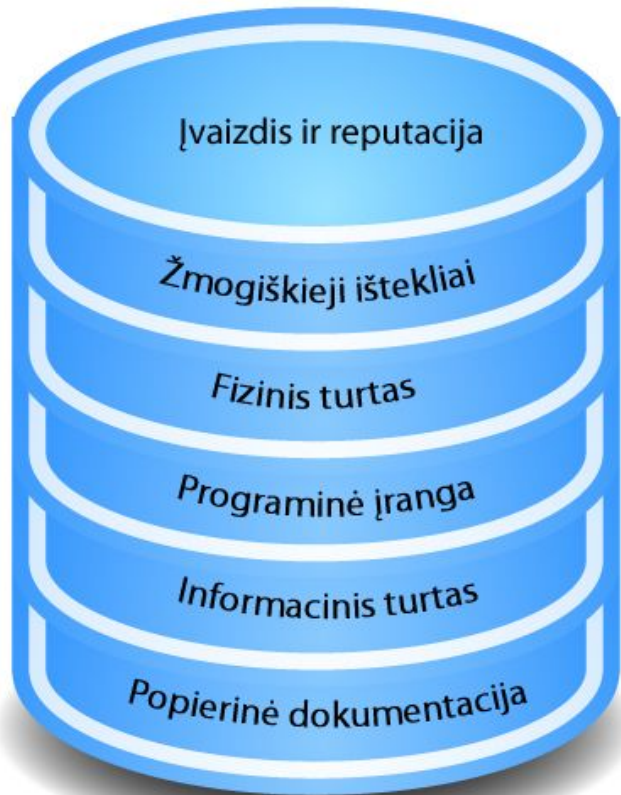 Įvaizdis ir reputacija
Žmogiškieji ištekliai
Fizinis turtas
Programinė įranga
Informacinis turtas
Popierinė dokumentacija